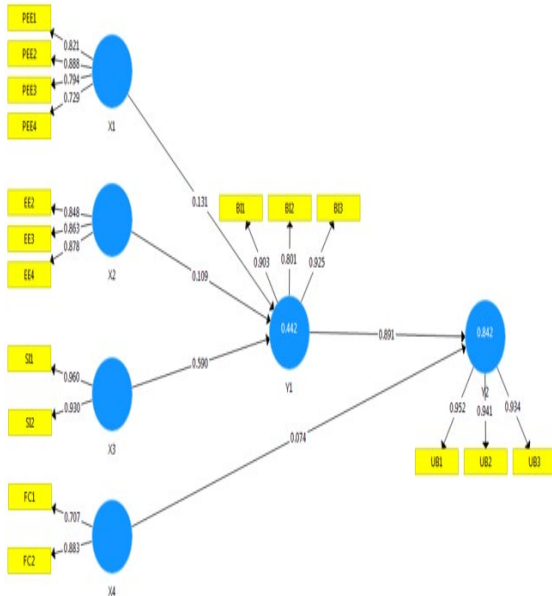 PEE1
0.821
PEE2
0.888
PEE3
0.794
0.729
PEE4
X1
0.131
EE2
0.848
EE3
0.863
0.878
EE4
X2
0.109
BI1
BI2
BI3
0.903
0.801
0.925
0.442
Y1
0.891
0.842
Y2
SI1
0.960
0.930
SI2
X3
0.590
0.952
0.941
0.934
UB1
UB2
UB3
0.074
FC1
0.707
0.883
FC2
X4